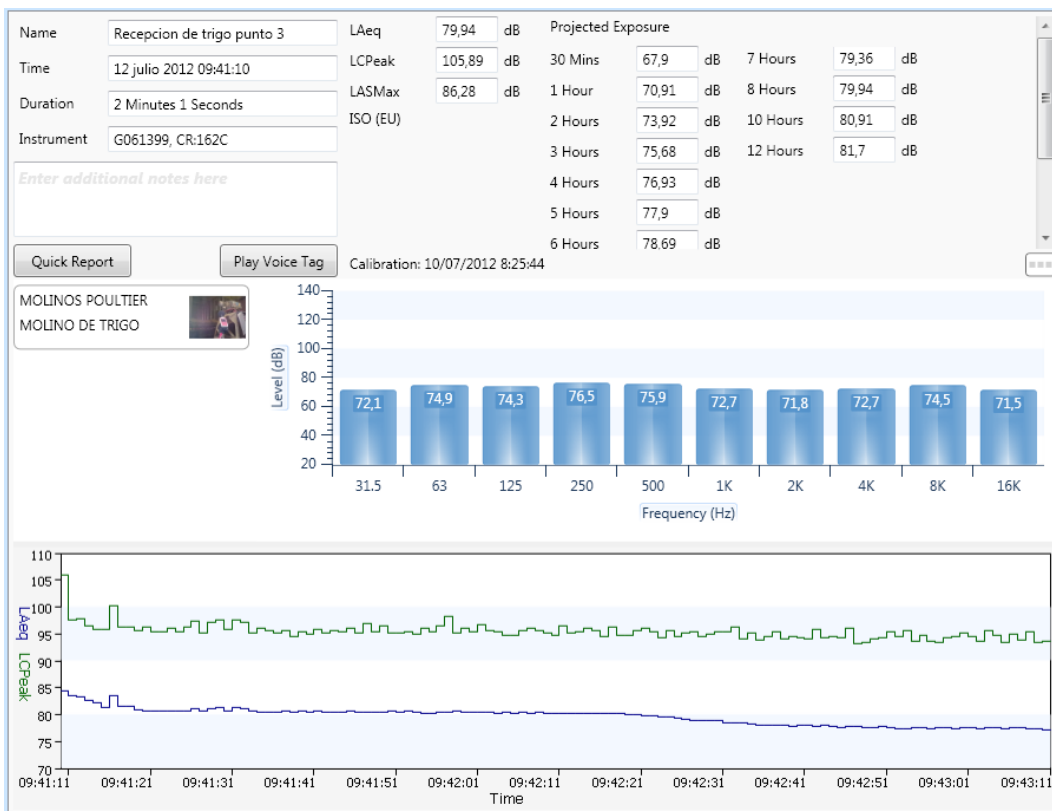 Name Recepcion de trigo punto 3
Time 12 julio 2012 09:41:10
Duration 2 Minutes 1 Seconds
Instrument G061399, CR:162C
Enter additional notes here
Quick Report Play Voice Tag
LAeq 79,94 dB
LCPeak 105,89 dB
LASMax 86,28 dB
ISO (EU)
Projected Exposure
30 Mins 67,9 dB
1 Hour 70,91 dB
2 Hours 73,92 dB
3 Hours 75,68 dB
4 Hours 76,93 dB
5 Hours 77,9 dB
6 Hours 78,69 dB
7 Hours 79,36 dB
8 Hours 79,94 dB
10 Hours 80,91 dB
12 Hours 81,7 dB
Calibration: 10/07/2012 8:25:44
MOLINOS POULTIER
MOLINO DE TRIGO
Level (dB)
140
120
100
80
60
40
20
72,1 74,9 74,3 76,5 75,9 72,7 71,8 72,7 74,5 71,5
31.5 63 125 250 500 1K 2K 4K 8K 16K
Frequency (Hz)
LAeq
LCPeak
110
105
100
95
90
85
80
75
70
09:41:11 09:41:21 09:41:31 09:41:41 09:41:51 09:42:01 09:42:11 09:42:21 09:42:31 09:42:41 09:42:51 09:43:01 09:43:11
Time